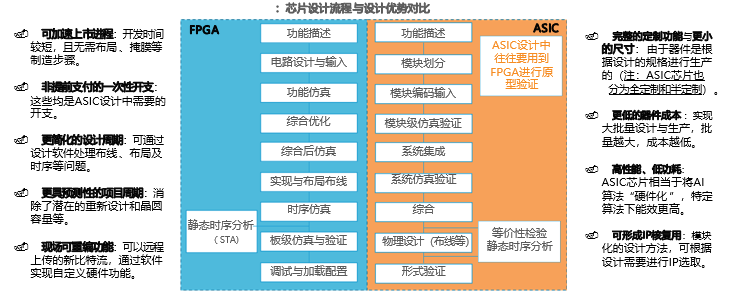 ：芯片设计流程与设计优势对比
可加速上市进程：开发时间
较短，且无需布局、掩膜等
制造步骤。
非提前支付的一次性开支：
这些均是ASIC设计中需要的
开支。
更简化的设计周期：可通过
设计软件处理布线、布局及
时序等问题。
更具预测性的项目周期：消
除了潜在的重新设计和晶圆
容量等。
现场可重编功能：可以远程
上传的新比特流，通过软件
实现自定义硬件功能。
FPGA
功能描述
电路设计与输入
功能仿真
综合优化
综合后仿真
实现与布局布线
时序仿真
板级仿真与验证
调试与加载配置
静态时序分析
（STA）
ASIC
功能描述
模块划分
模块编码输入
模块级仿真验证
系统集成
系统仿真验证
综合
物理设计（布线等）
形式验证
ASIC设计中
往往要用到
FPGA进行原
型验证
等价性检验
静态时序分析
完整的定制功能与更小
的尺寸：由于器件是根
据设计的规格进行生产
的（注：ASIC芯片也
分为全定制和半定制）。
更低的器件成本：实现
大批量设计与生产，批
量越大，成本越低。
高性能、低功耗：
ASIC芯片相当于将AI
算法“硬件化”，特定
算法下能效更高。
可形成IP核复用：模块
化的设计方法，可根据
设计需要进行IP选取。